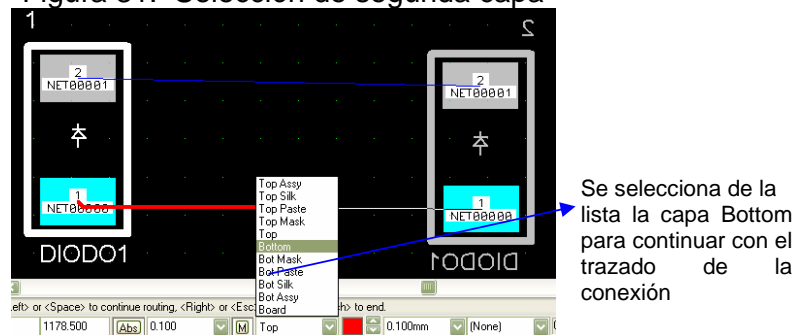 Figura 51. Selección de segunda capa
1
2
2
NET00001
2
NET00001
1
NET00000
1
NET00000
DIODO1
DIODO1
Top Assy
Top Silk
Top Paste
Top Mask
Top
Bottom
Bot Mask
Bot Paste
Bot Silk
Bot Assy
Board
Se selecciona de la
lista la capa Bottom
para continuar con el
trazado de la
conexión
or <Space> to continue routing, <Right> or <Esc
to end.
1178.500 Abs 0.100 M Top 0.100mm (None)